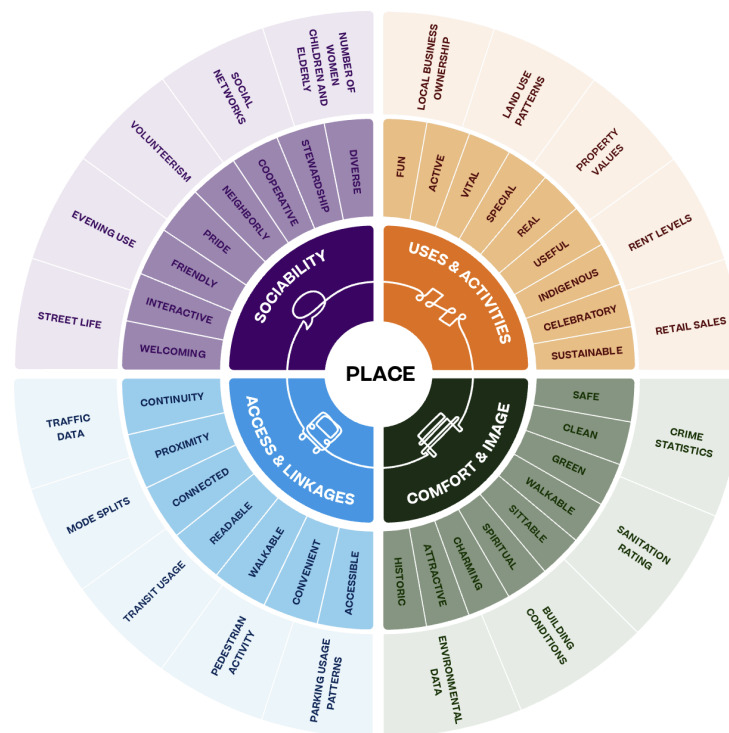 PLACE
SOCIABILITY
USES & ACTIVITIES
ACCESS & LINKAGES
COMFORT & IMAGE
WELCOMING
INTERACTIVE
FRIENDLY
PRIDE
NEIGHBORLY
COOPERATIVE
STEWARDSHIP
DIVERSE
STREET LIFE
EVENING USE
VOLUNTEERISM
SOCIAL
NETWORKS
NUMBER OF
WOMEN
CHILDREN AND
ELDERLY
FUN
ACTIVE
VITAL
SPECIAL
REAL
USEFUL
INDIGENOUS
CELEBRATORY
SUSTAINABLE
LOCAL BUSINESS
OWNERSHIP
LAND USE
PATTERNS
PROPERTY
VALUES
RENT LEVELS
RETAIL SALES
SAFE
CLEAN
GREEN
WALKABLE
SITTABLE
SPIRITUAL
CHARMING
ATTRACTIVE
HISTORIC
CRIME
STATISTICS
SANITATION
RATING
BUILDING
CONDITIONS
ENVIRONMENTAL
DATA
CONTINUITY
PROXIMITY
CONNECTED
READABLE
WALKABLE
CONVENIENT
ACCESSIBLE
TRAFFIC
DATA
MODE SPLITS
TRANSIT USAGE
PEDESTRIAN
ACTIVITY
PARKING USAGE
PATTERNS